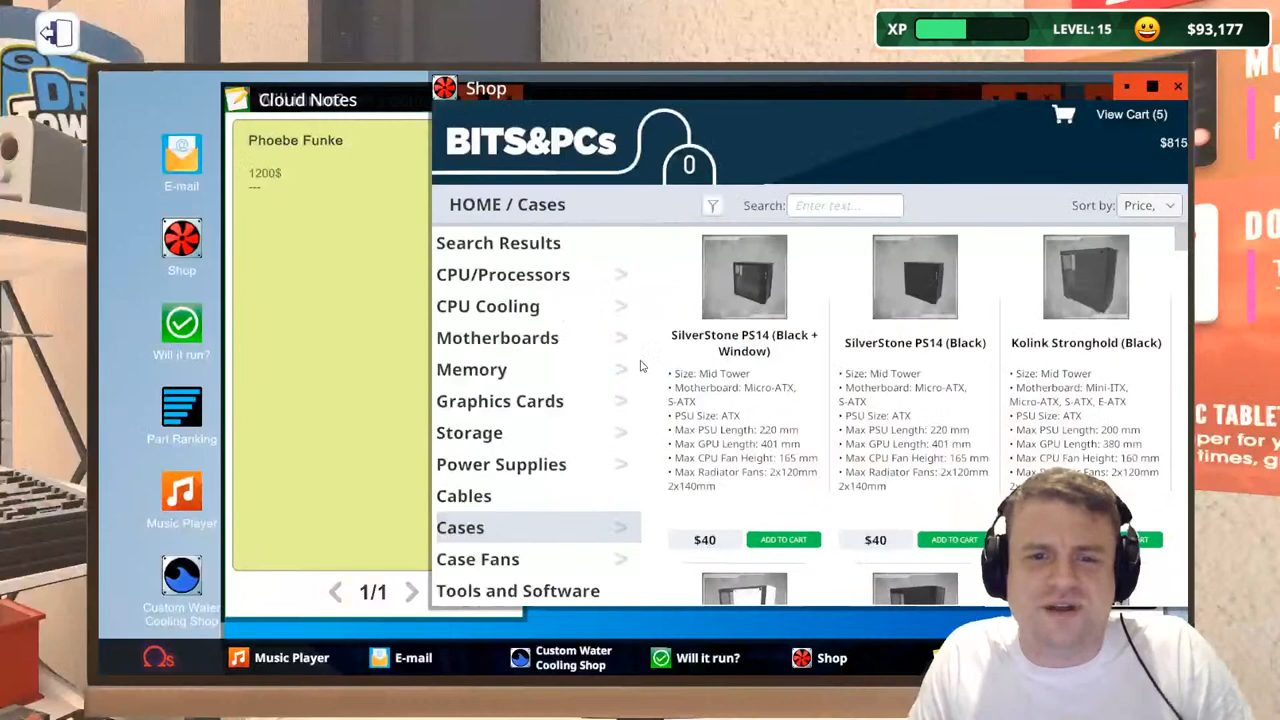 XP
LEVEL: 15
$93,177
Cloud Notes
Shop
Phoebe Funke
1200$
---
BITS&PCs
View Cart (5)
$815
HOME / Cases
Search:
Enter text...
Sort by:
Price,
E-mail
Shop
Will it run?
Part Ranking
Music Player
Custom Water
Cooling Shop
Search Results
CPU/Processors
CPU Cooling
Motherboards
Memory
Graphics Cards
Storage
Power Supplies
Cables
Cases
Case Fans
Tools and Software
SilverStone PS14 (Black +
Window)
• Size: Mid Tower
• Motherboard: Micro-ATX,
S-ATX
• PSU Size: ATX
• Max PSU Length: 220 mm
• Max GPU Length: 401 mm
• Max CPU Fan Height: 165 mm
• Max Radiator Fans: 2x120mm
2x140mm
$40
ADD TO CART
SilverStone PS14 (Black)
• Size: Mid Tower
• Motherboard: Micro-ATX,
S-ATX
• PSU Size: ATX
• Max PSU Length: 220 mm
• Max GPU Length: 401 mm
• Max CPU Fan Height: 165 mm
• Max Radiator Fans: 2x120mm
2x140mm
$40
ADD TO CART
Kolink Stronghold (Black)
• Size: Mid Tower
• Motherboard: Mini-ITX,
Micro-ATX, S-ATX, E-ATX
• PSU Size: ATX
• Max PSU Length: 200 mm
• Max GPU Length: 380 mm
• Max CPU Fan Height: 160 mm
• Max Radiator Fans: 2x120mm
1/1
Music Player
E-mail
Custom Water
Cooling Shop
Will it run?
Shop
C TABLET
per for y
times, g